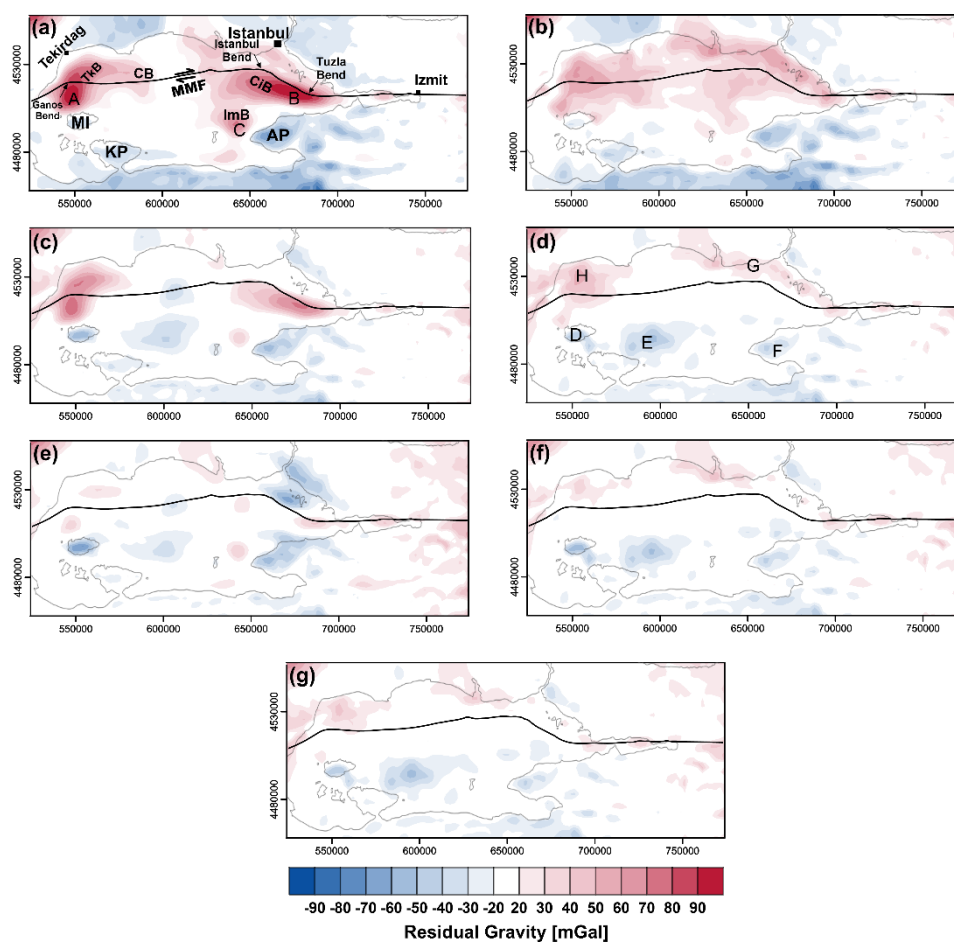 (a)
Istanbul
Istanbul
Bend
Tekirdag
TkB
CB
MMF
CiB
Tuzla
Bend
Izmit
A
B
Ganos
Bend
MI
ImB
C
AP
KP
4530000
4480000
550000 600000 650000 700000 750000
(b)
4530000
4480000
550000 600000 650000 700000 750000
(c)
4530000
4480000
550000 600000 650000 700000 750000
(d)
H
G
D
E
F
4530000
4480000
550000 600000 650000 700000 750000
(e)
4530000
4480000
550000 600000 650000 700000 750000
(f)
4530000
4480000
550000 600000 650000 700000 750000
(g)
4530000
4480000
550000 600000 650000 700000 750000
-90 -70 -60 -50 -40 -30 -20 20 30 40 50 60 70 80 90
Residual Gravity [mGal]